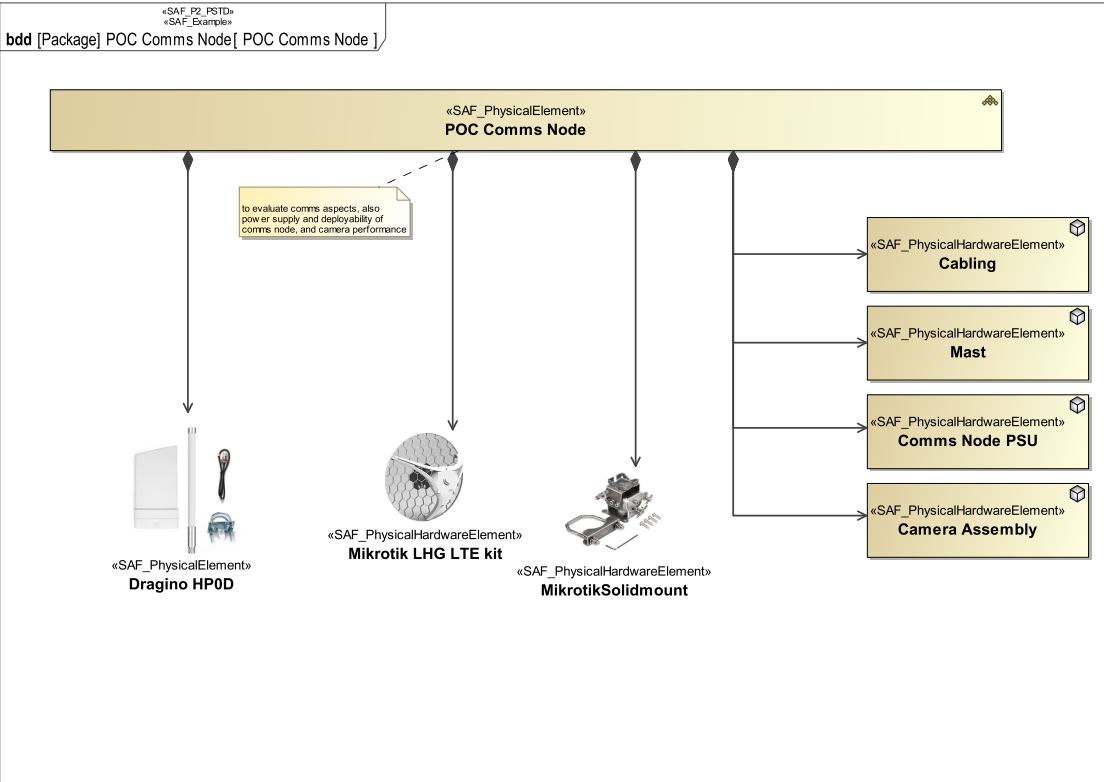 «SAF_P2_PSTD»
«SAF_Example»
bdd [Package] POC Comms Node[ POC Comms Node ]
«SAF_PhysicalElement»
POC Comms Node
to evaluate comms aspects, also
power supply and deployability of
comms node, and camera performance
«SAF_PhysicalHardwareElement»
Cabling
«SAF_PhysicalHardwareElement»
Mast
«SAF_PhysicalHardwareElement»
Comms Node PSU
«SAF_PhysicalHardwareElement»
Camera Assembly
«SAF_PhysicalElement»
Dragino HP0D
«SAF_PhysicalHardwareElement»
Mikrotik LHG LTE kit
«SAF_PhysicalHardwareElement»
MikrotikSolidmount